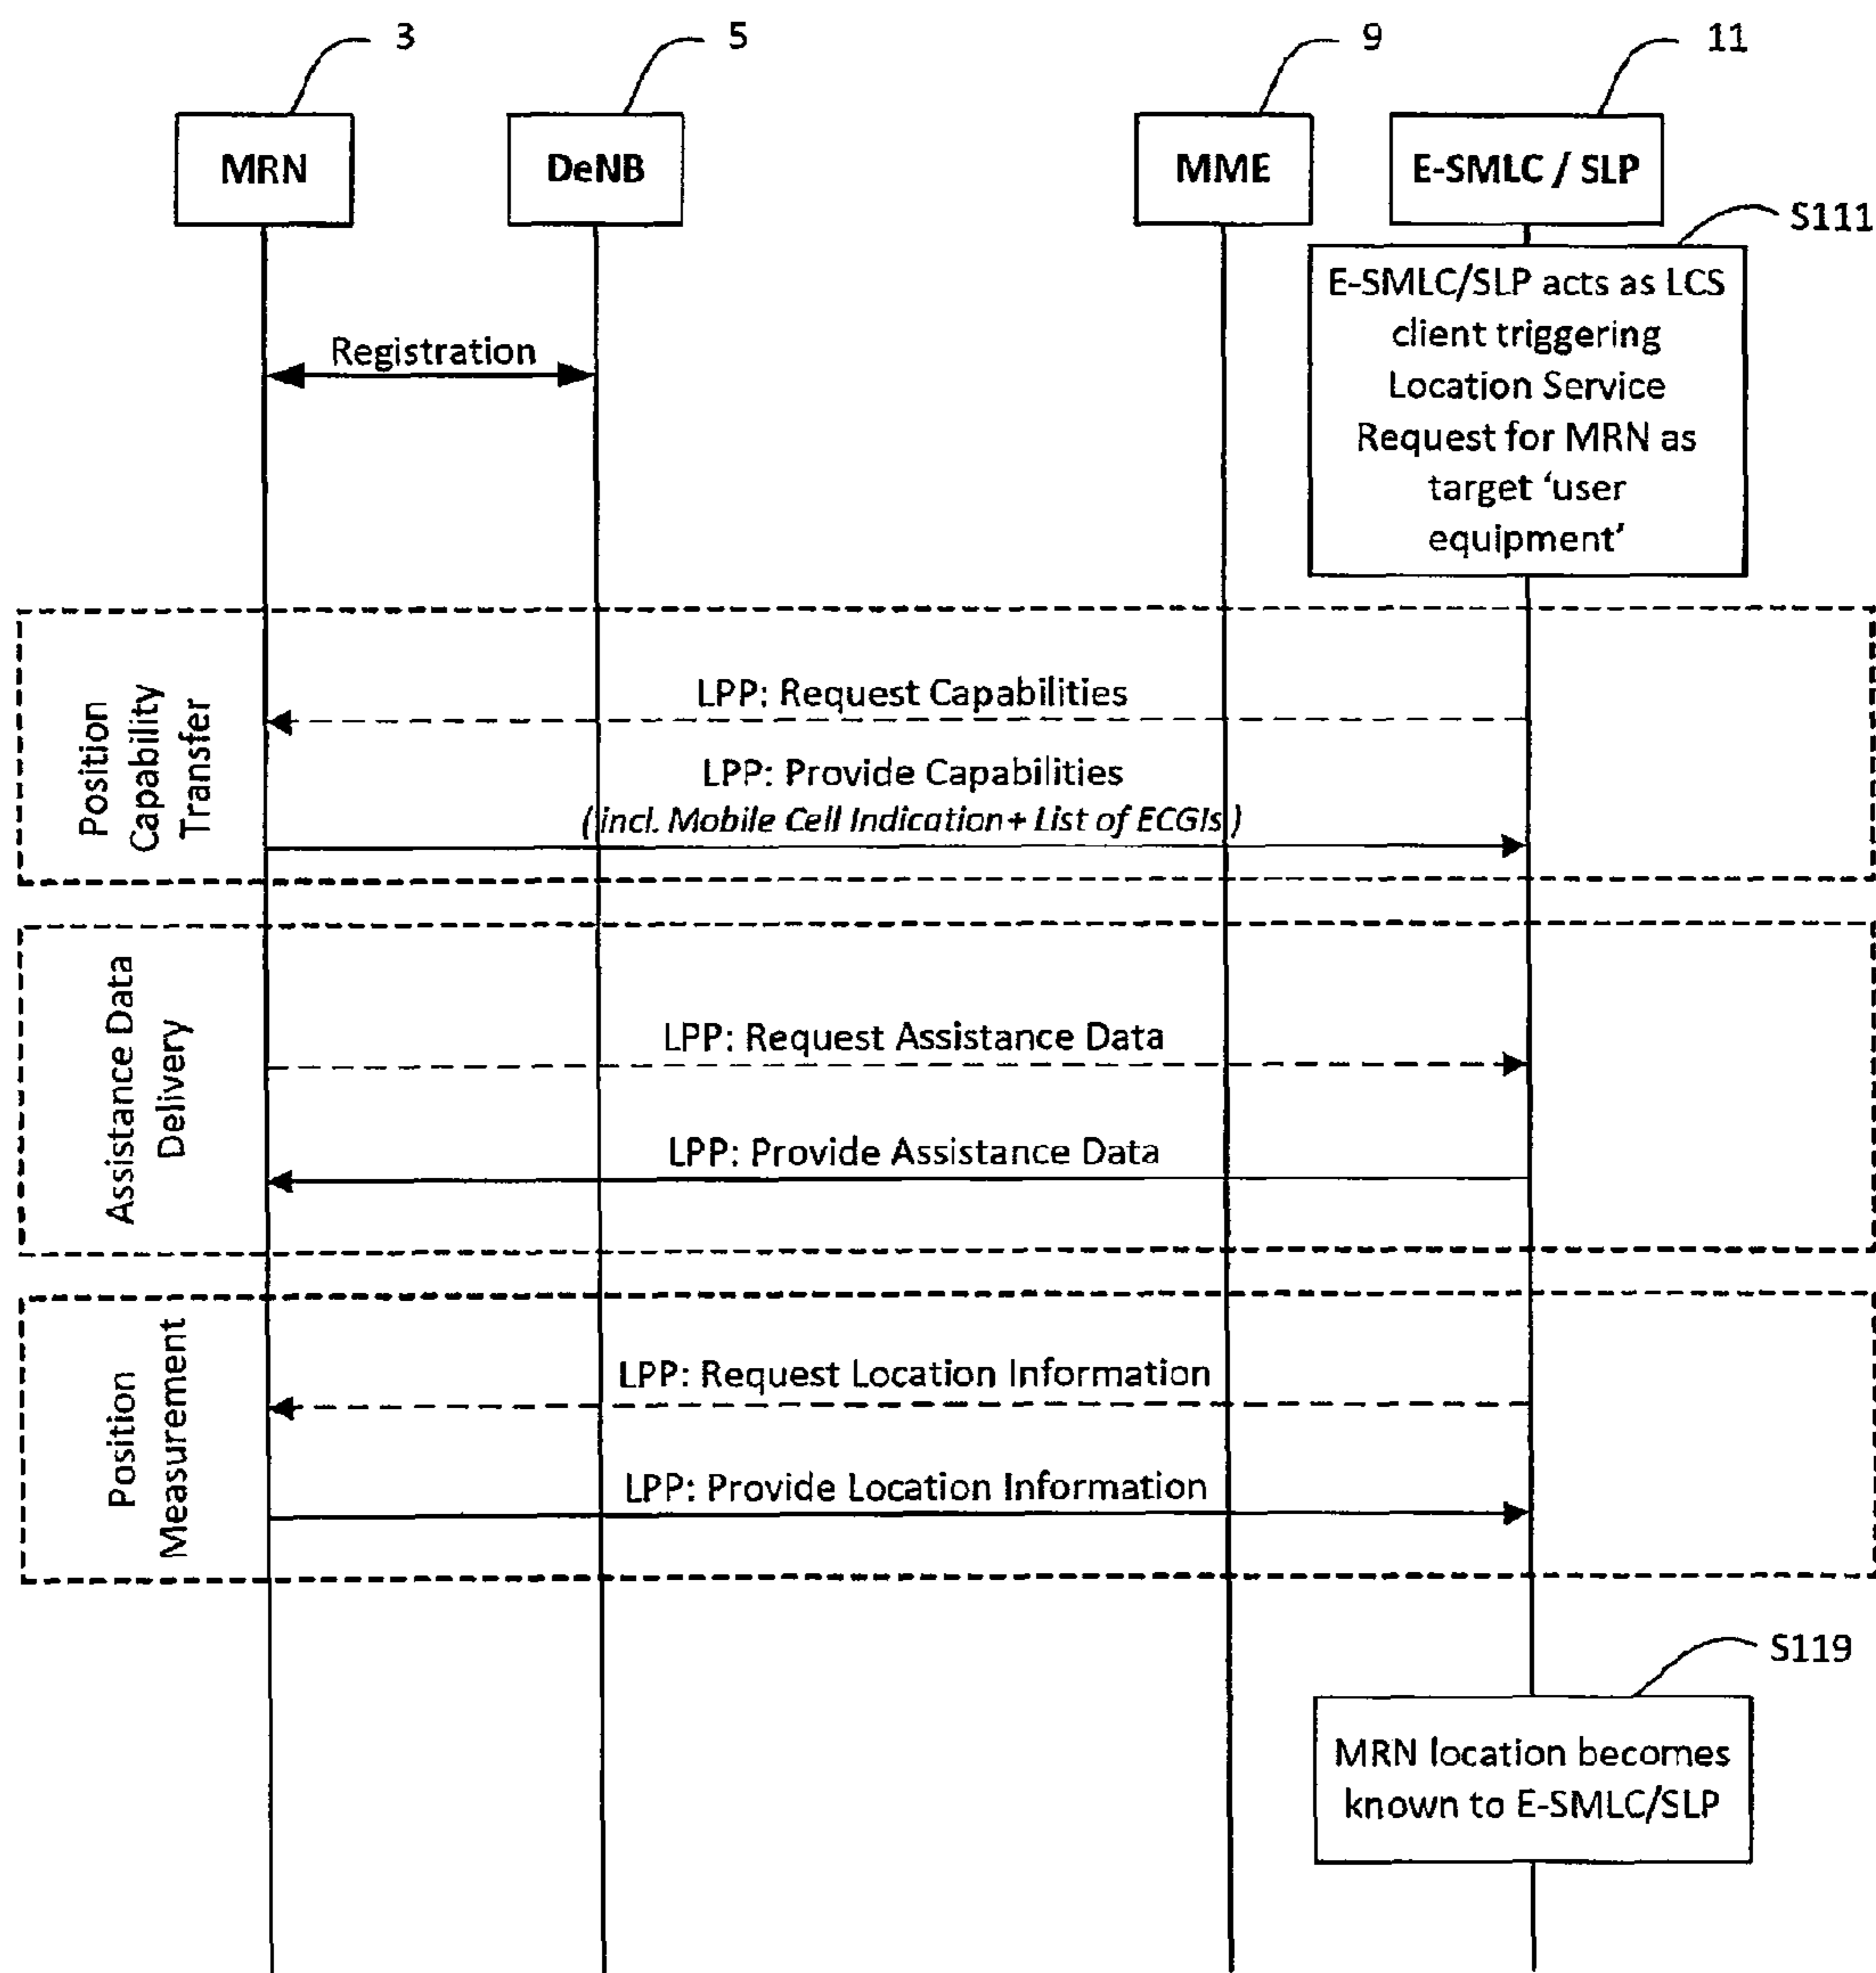 3
5
9
11
MRN
DeNB
MME
E-SMLC / SLP
S111
E-SMLC/SLP acts as LCS
client triggering
Location Service
Request for MRN as
target ‘user
equipment’
Registration
Position
Capability
Transfer
LPP: Request Capabilities
LPP: Provide Capabilities
( incl. Mobile Cell Indication + List of ECGIs )
Assistance Data
Delivery
LPP: Request Assistance Data
LPP: Provide Assistance Data
Position
Measurement
LPP: Request Location Information
LPP: Provide Location Information
S119
MRN location becomes
known to E-SMLC/SLP